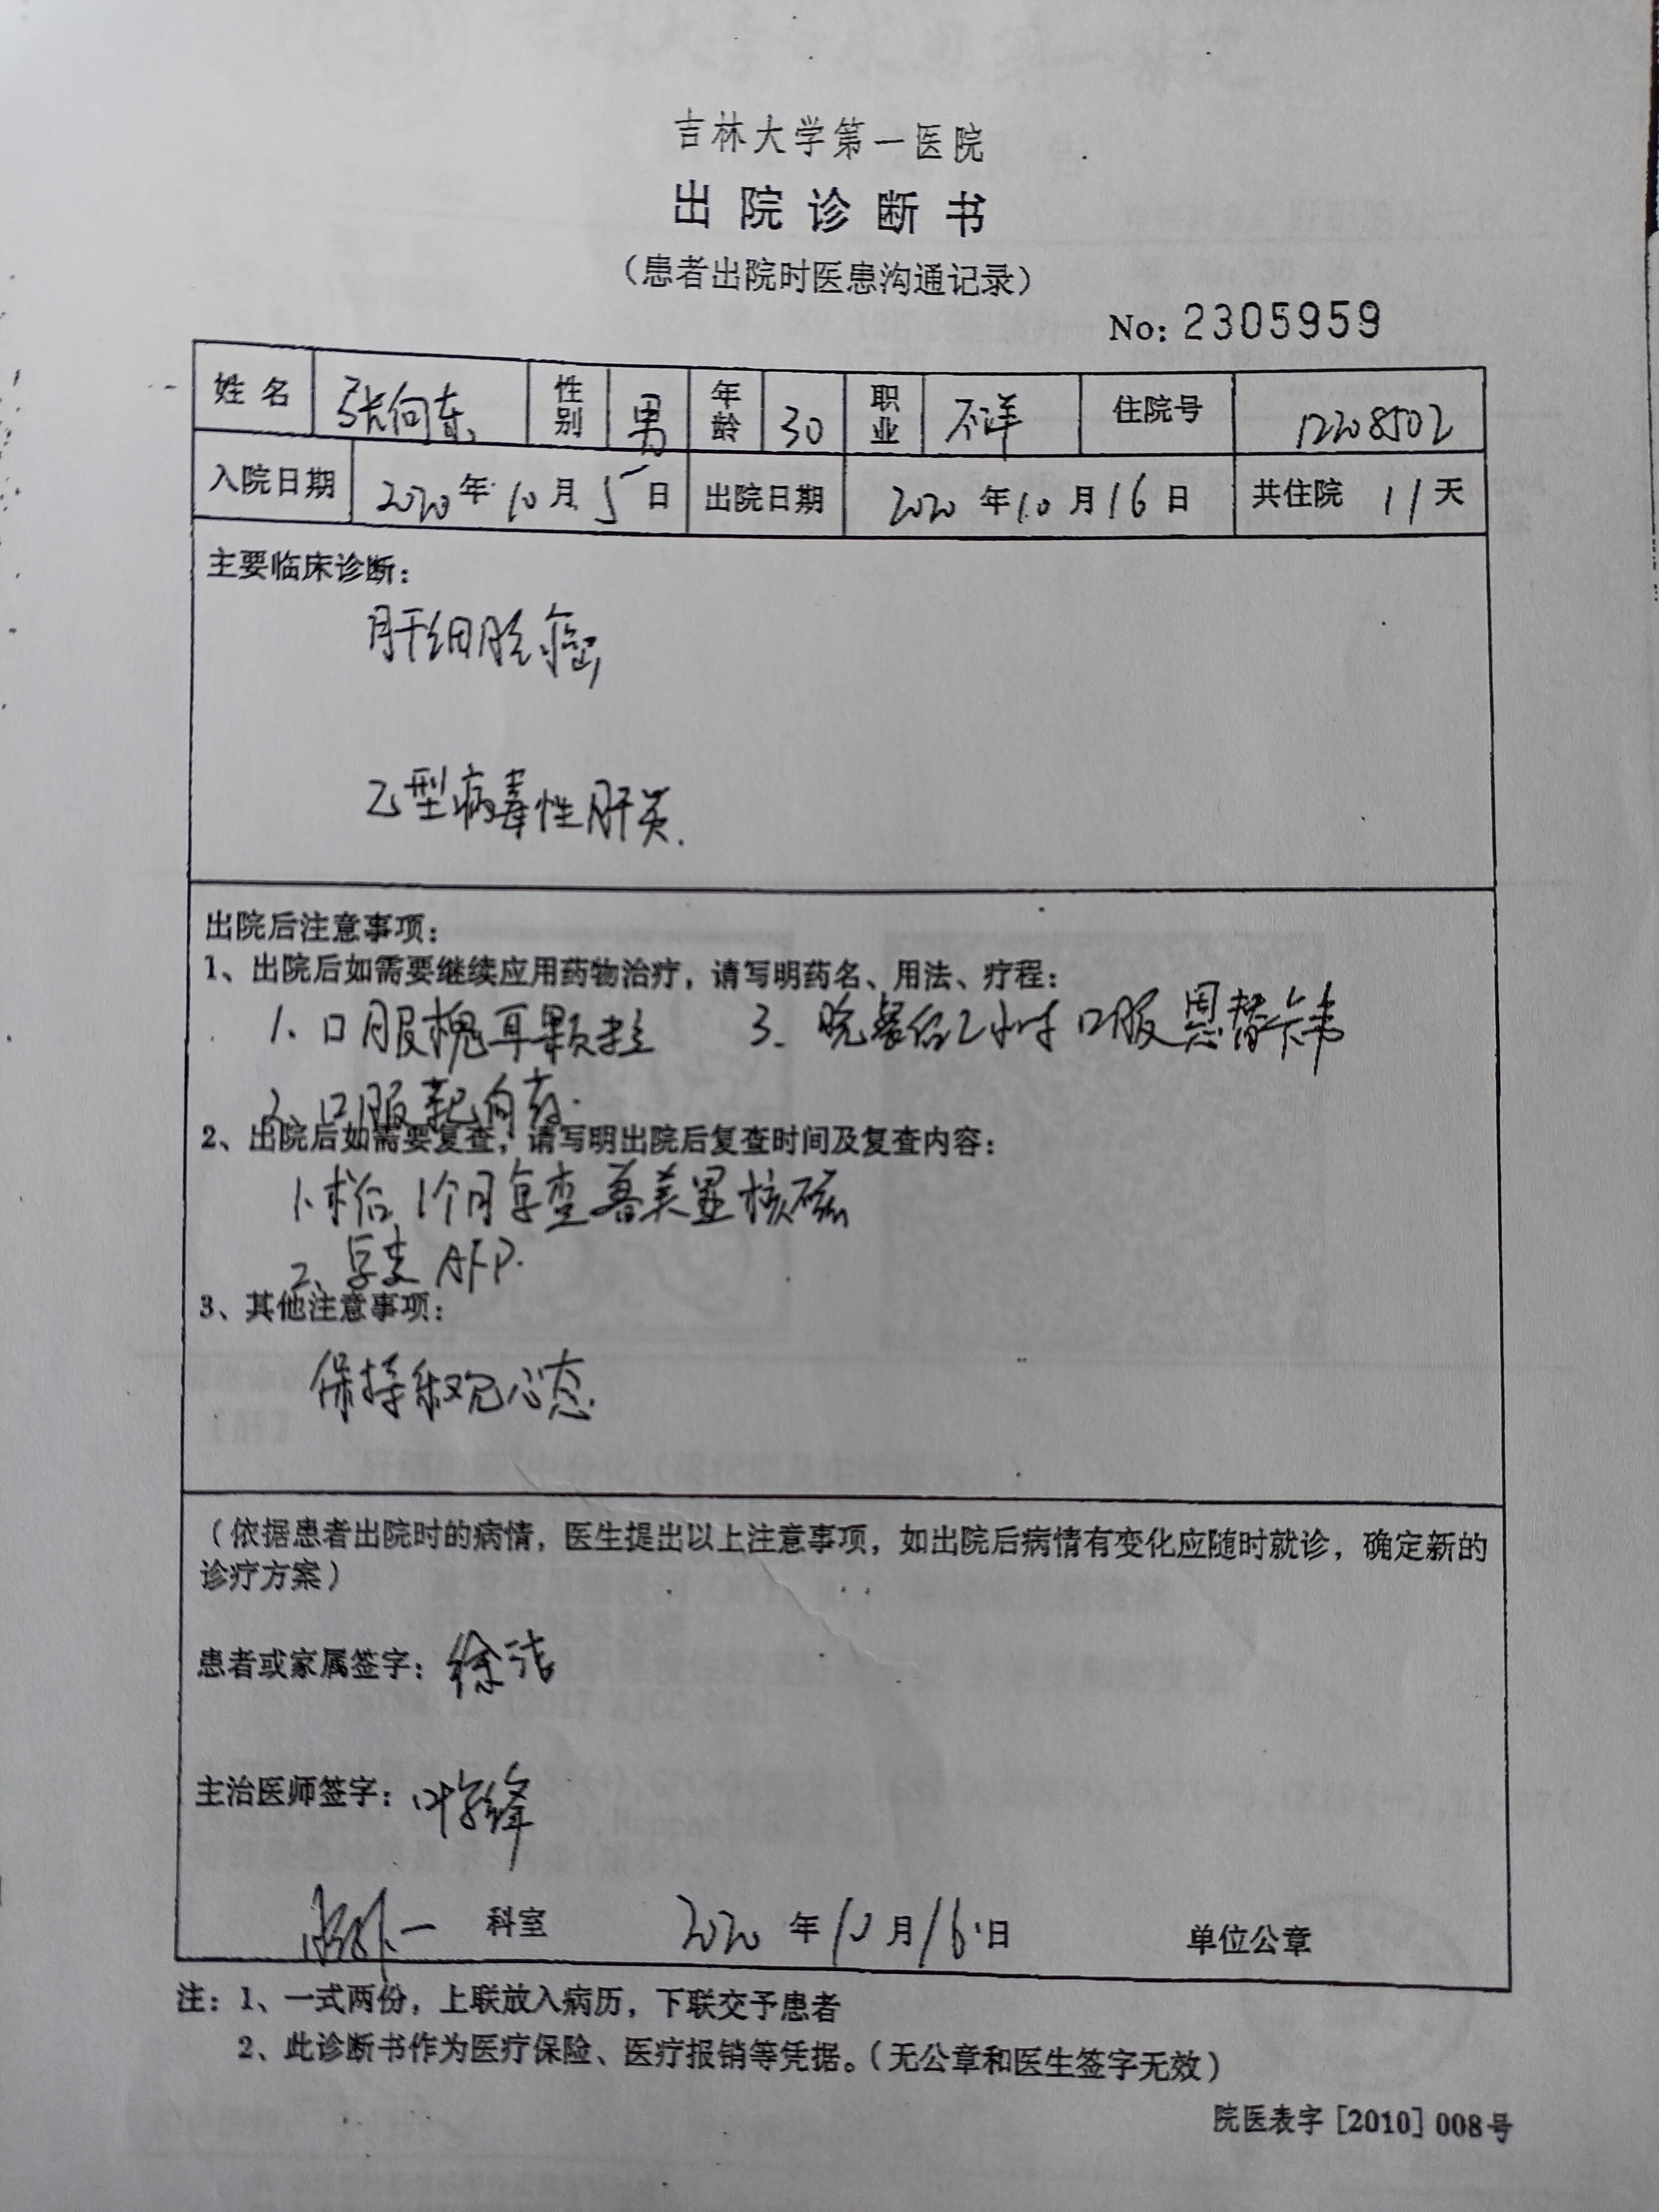 吉林大学第一医院
出院诊断书
（患者出院时医患沟通记录）
No: 2305959
姓名 张向东 性别 男 年龄 30 职业 不详 住院号 12208502
入院日期 2020年10月15日 出院日期 2020年10月16日 共住院 11天
主要临床诊断：
肝细胞癌
乙型病毒性肝炎.
出院后注意事项：
1、出院后如需要继续应用药物治疗，请写明药名、用法、疗程：
1. 口服槐耳颗粒 3. 晚餐后2小时口服恩替卡韦
2. 口服靶向药.
2、出院后如需要复查，请写明出院后复查时间及复查内容：
1. 术后1个月复查普美显核磁
2、复查 AFP.
3、其他注意事项：
保持乐观心态.
（依据患者出院时的病情，医生提出以上注意事项，如出院后病情有变化应随时就诊，确定新的
诊疗方案）
患者或家属签字：徐洁
主治医师签字：叶
科室 2020年10月16日 单位公章
注：1、一式两份，上联放入病历，下联交予患者
2、此诊断书作为医疗保险、医疗报销等凭据。（无公章和医生签字无效）
院医表字［2010］008号